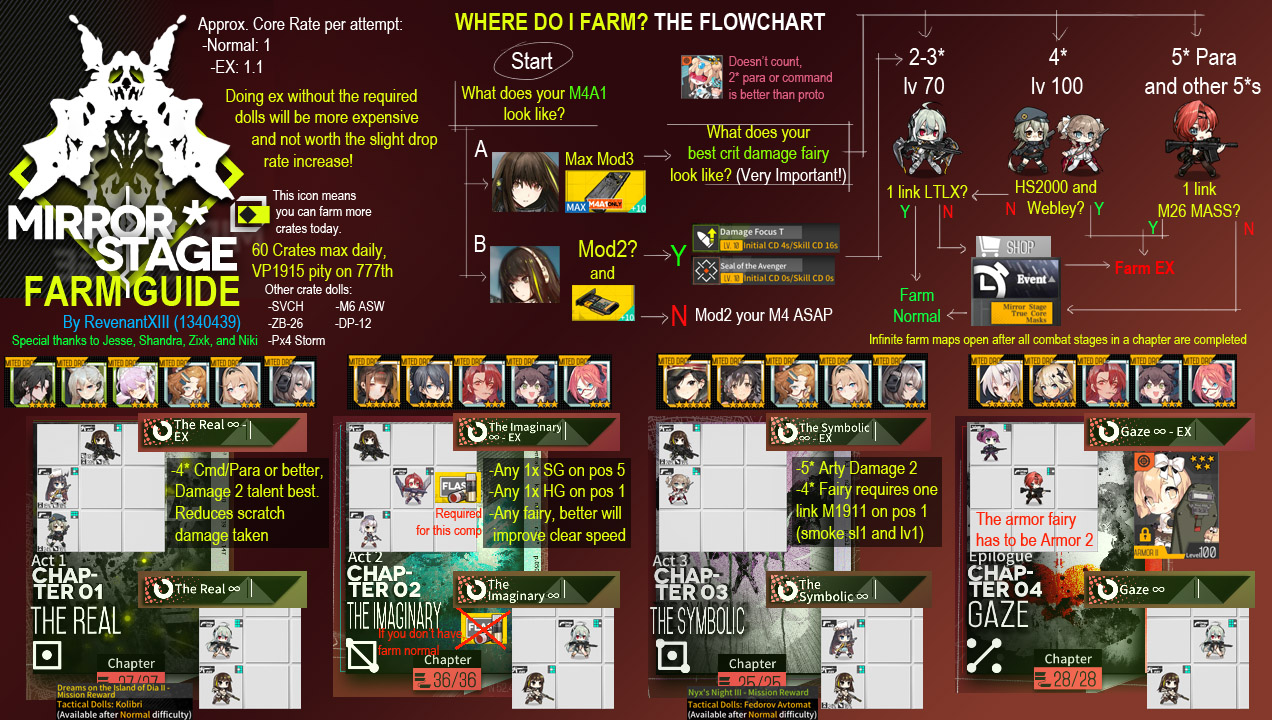 Approx. Core Rate per attempt:
-Normal: 1
-EX: 1.1
Doing ex without the required
dolls will be more expensive
and not worth the slight drop
rate increase!
This icon means
you can farm more
crates today.
MIRROR *
STAGE
FARM GUIDE
60 Crates max daily,
VP1915 pity on 777th
Other crate dolls:
-SVCH -M6 ASW
-ZB-26 -DP-12
-Px4 Storm
By RevenantXIII (1340439)
Special thanks to Jesse, Shandra, Zixk, and Niki
WHERE DO I FARM? THE FLOWCHART
Start
What does your M4A1
look like?
A
Max Mod3
M4A1 ONLY
MAX +10
B
Mod2?
and
+10
Y
Damage Focus T
LV. 10 Initial CD 4s/Skill CD 16s
Seal of the Avenger
LV. 10 Initial CD 0s/Skill CD 0s
N Mod2 your M4 ASAP
Doesn't count,
2* para or command
is better than proto
What does your
best crit damage fairy
look like? (Very Important!)
2-3*
lv 70
4*
lv 100
5* Para
and other 5*s
1 link LTLX?
Y N
HS2000 and
Webley?
N Y
1 link
M26 MASS?
Y N
SHOP
Event
Mirror Stage
True Core
Masks
Farm EX
Farm
Normal
Infinite farm maps open after all combat stages in a chapter are completed
The Real ∞ -
EX
-4* Cmd/Para or better,
Damage 2 talent best.
Reduces scratch
damage taken
Act 1
CHAP-
TER 01
THE REAL
The Real ∞
Chapter
27/27
Dreams on the Island of Dia II -
Mission Reward
Tactical Dolls: Kolibri
(Available after Normal difficulty)
The Imaginary
∞ - EX
FLAS
Required
for this comp
-Any 1x SG on pos 5
-Any 1x HG on pos 1
-Any fairy, better will
improve clear speed
Act 2
CHAP-
TER 02
THE IMAGINARY
The
Imaginary ∞
If you don't have
farm normal
Chapter
36/36
The Symbolic
∞ - EX
-5* Arty Damage 2
-4* Fairy requires one
link M1911 on pos 1
(smoke sl1 and lv1)
Act 3
CHAP-
TER 03
THE SYMBOLIC
The
Symbolic ∞
Chapter
25/25
Nyx's Night III - Mission Reward
Tactical Dolls: Fedorov Avtomat
(Available after Normal difficulty)
Gaze ∞ - EX
The armor fairy
has to be Armor 2
ARMOR II Level 100
Epilogue
CHAP-
TER 04
GAZE
Gaze ∞
Chapter
28/28